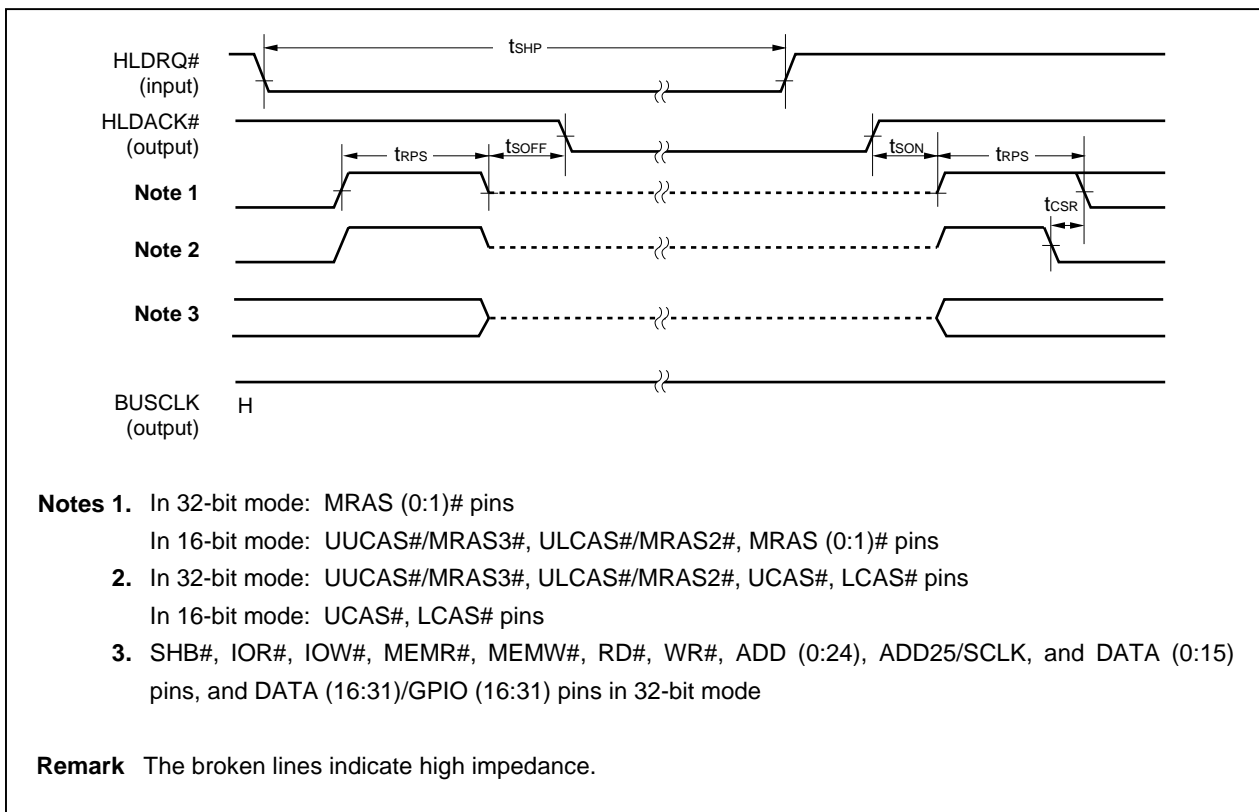 HLDRQ#
(input)
tSHP
HLDACK#
(output)
tRPS
tSOFF
tSON
tRPS
Note 1
tCSR
Note 2
Note 3
BUSCLK
(output)
H
Notes 1. In 32-bit mode: MRAS (0:1)# pins
In 16-bit mode: UUCAS#/MRAS3#, ULCAS#/MRAS2#, MRAS (0:1)# pins
2. In 32-bit mode: UUCAS#/MRAS3#, ULCAS#/MRAS2#, UCAS#, LCAS# pins
In 16-bit mode: UCAS#, LCAS# pins
3. SHB#, IOR#, IOW#, MEMR#, MEMW#, RD#, WR#, ADD (0:24), ADD25/SCLK, and DATA (0:15)
pins, and DATA (16:31)/GPIO (16:31) pins in 32-bit mode
Remark The broken lines indicate high impedance.